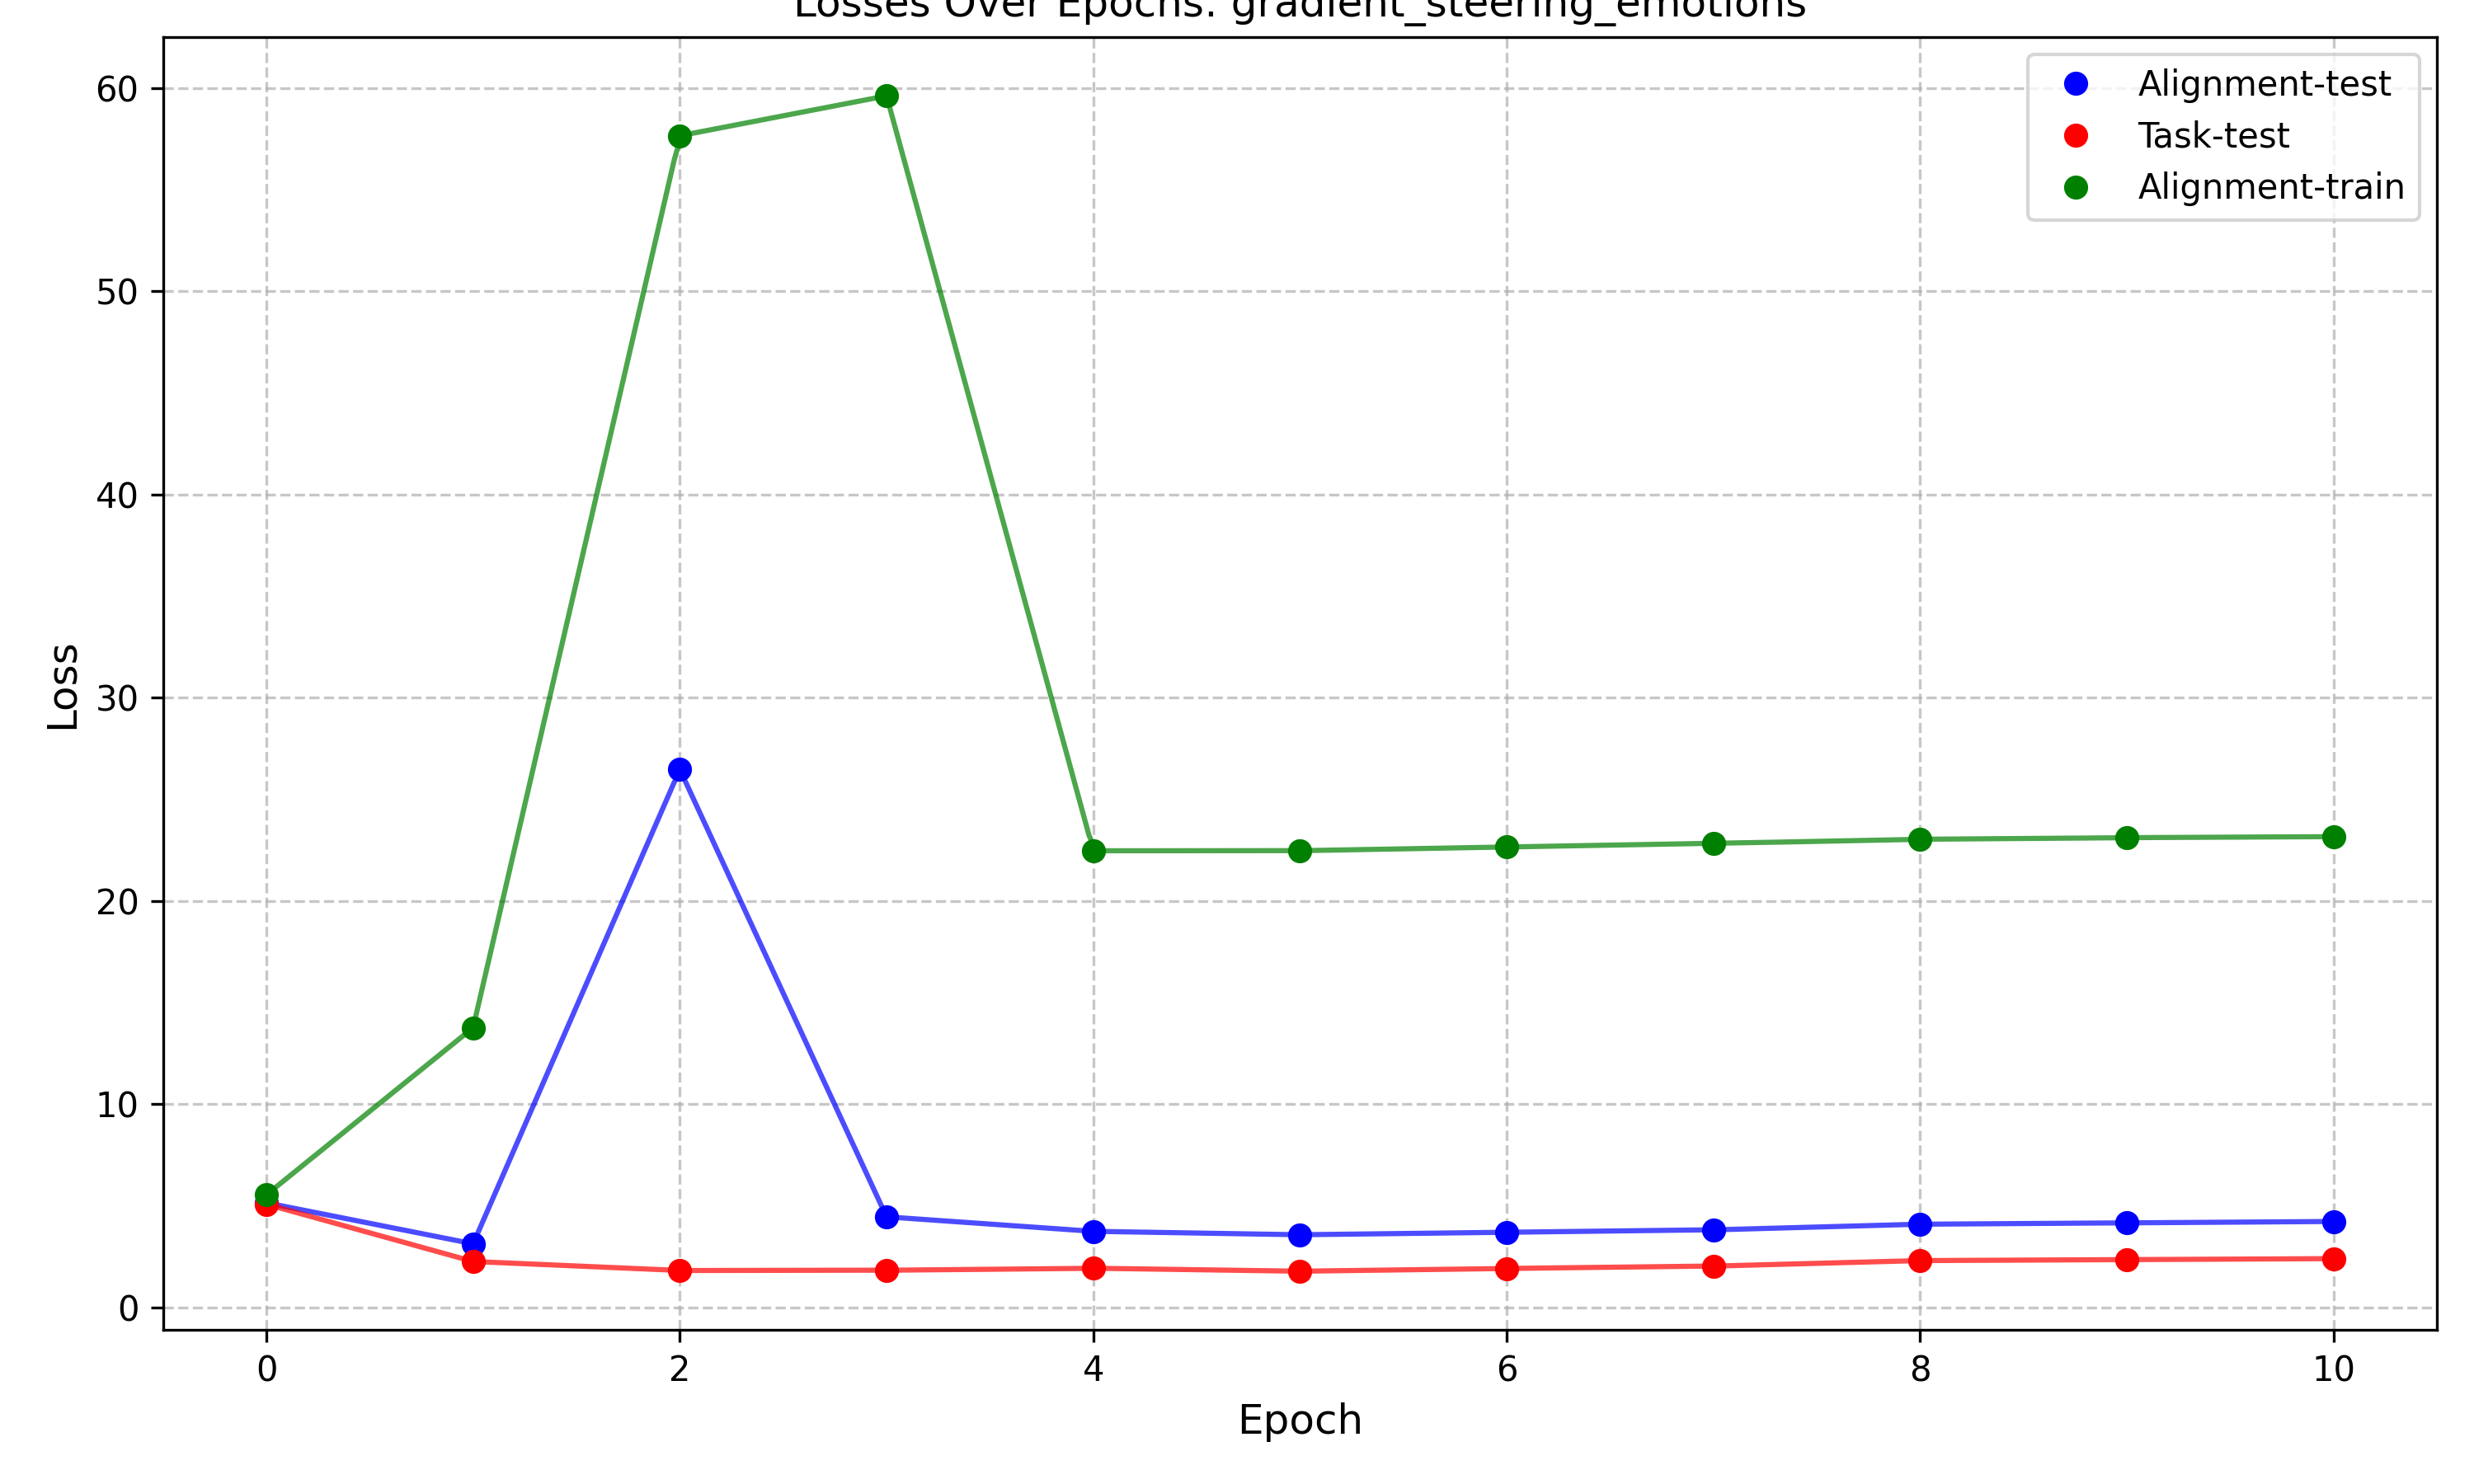 Losses Over Epochs: gradient_steering_emotions
60
50
40
30
20
10
0
Loss
0 2 4 6 8 10
Epoch
Alignment-test
Task-test
Alignment-train